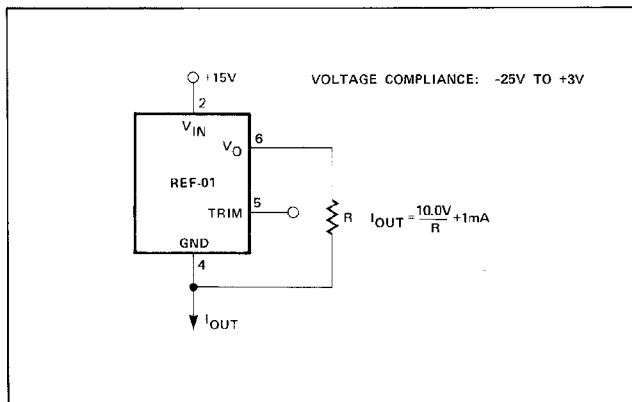 +15V
VOLTAGE COMPLIANCE: -25V TO +3V
2
VIN
VO
6
REF-01
TRIM
5
R
IOUT = 10.0V/R +1mA
GND
4
IOUT